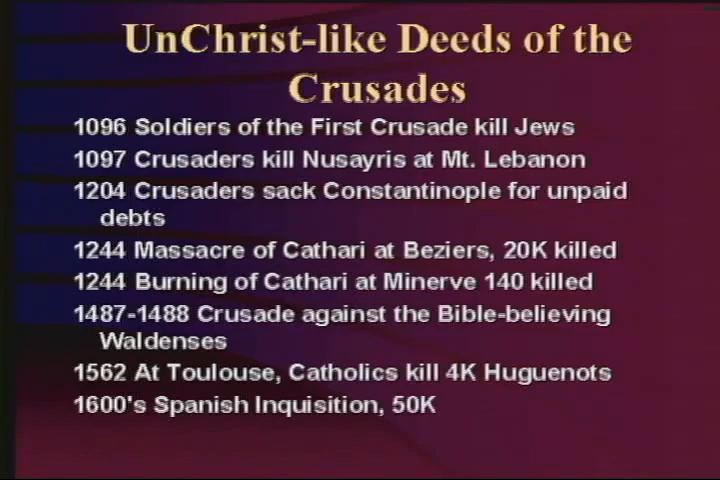 UnChrist-like Deeds of the
Crusades
1096 Soldiers of the First Crusade kill Jews
1097 Crusaders kill Nusayris at Mt. Lebanon
1204 Crusaders sack Constantinople for unpaid
debts
1244 Massacre of Cathari at Beziers, 20K killed
1244 Burning of Cathari at Minerve 140 killed
1487-1488 Crusade against the Bible-believing
Waldenses
1562 At Toulouse, Catholics kill 4K Huguenots
1600's Spanish Inquisition, 50K